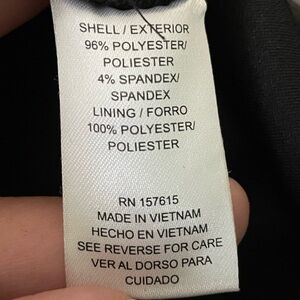 SHELL / EXTERIOR
96% POLYESTER/
POLIESTER
4% SPANDEX/
SPANDEX
LINING / FORRO
100% POLYESTER/
POLIESTER
RN 157615
MADE IN VIETNAM
HECHO EN VIETNAM
SEE REVERSE FOR CARE
VER AL DORSO PARA
CUIDADO